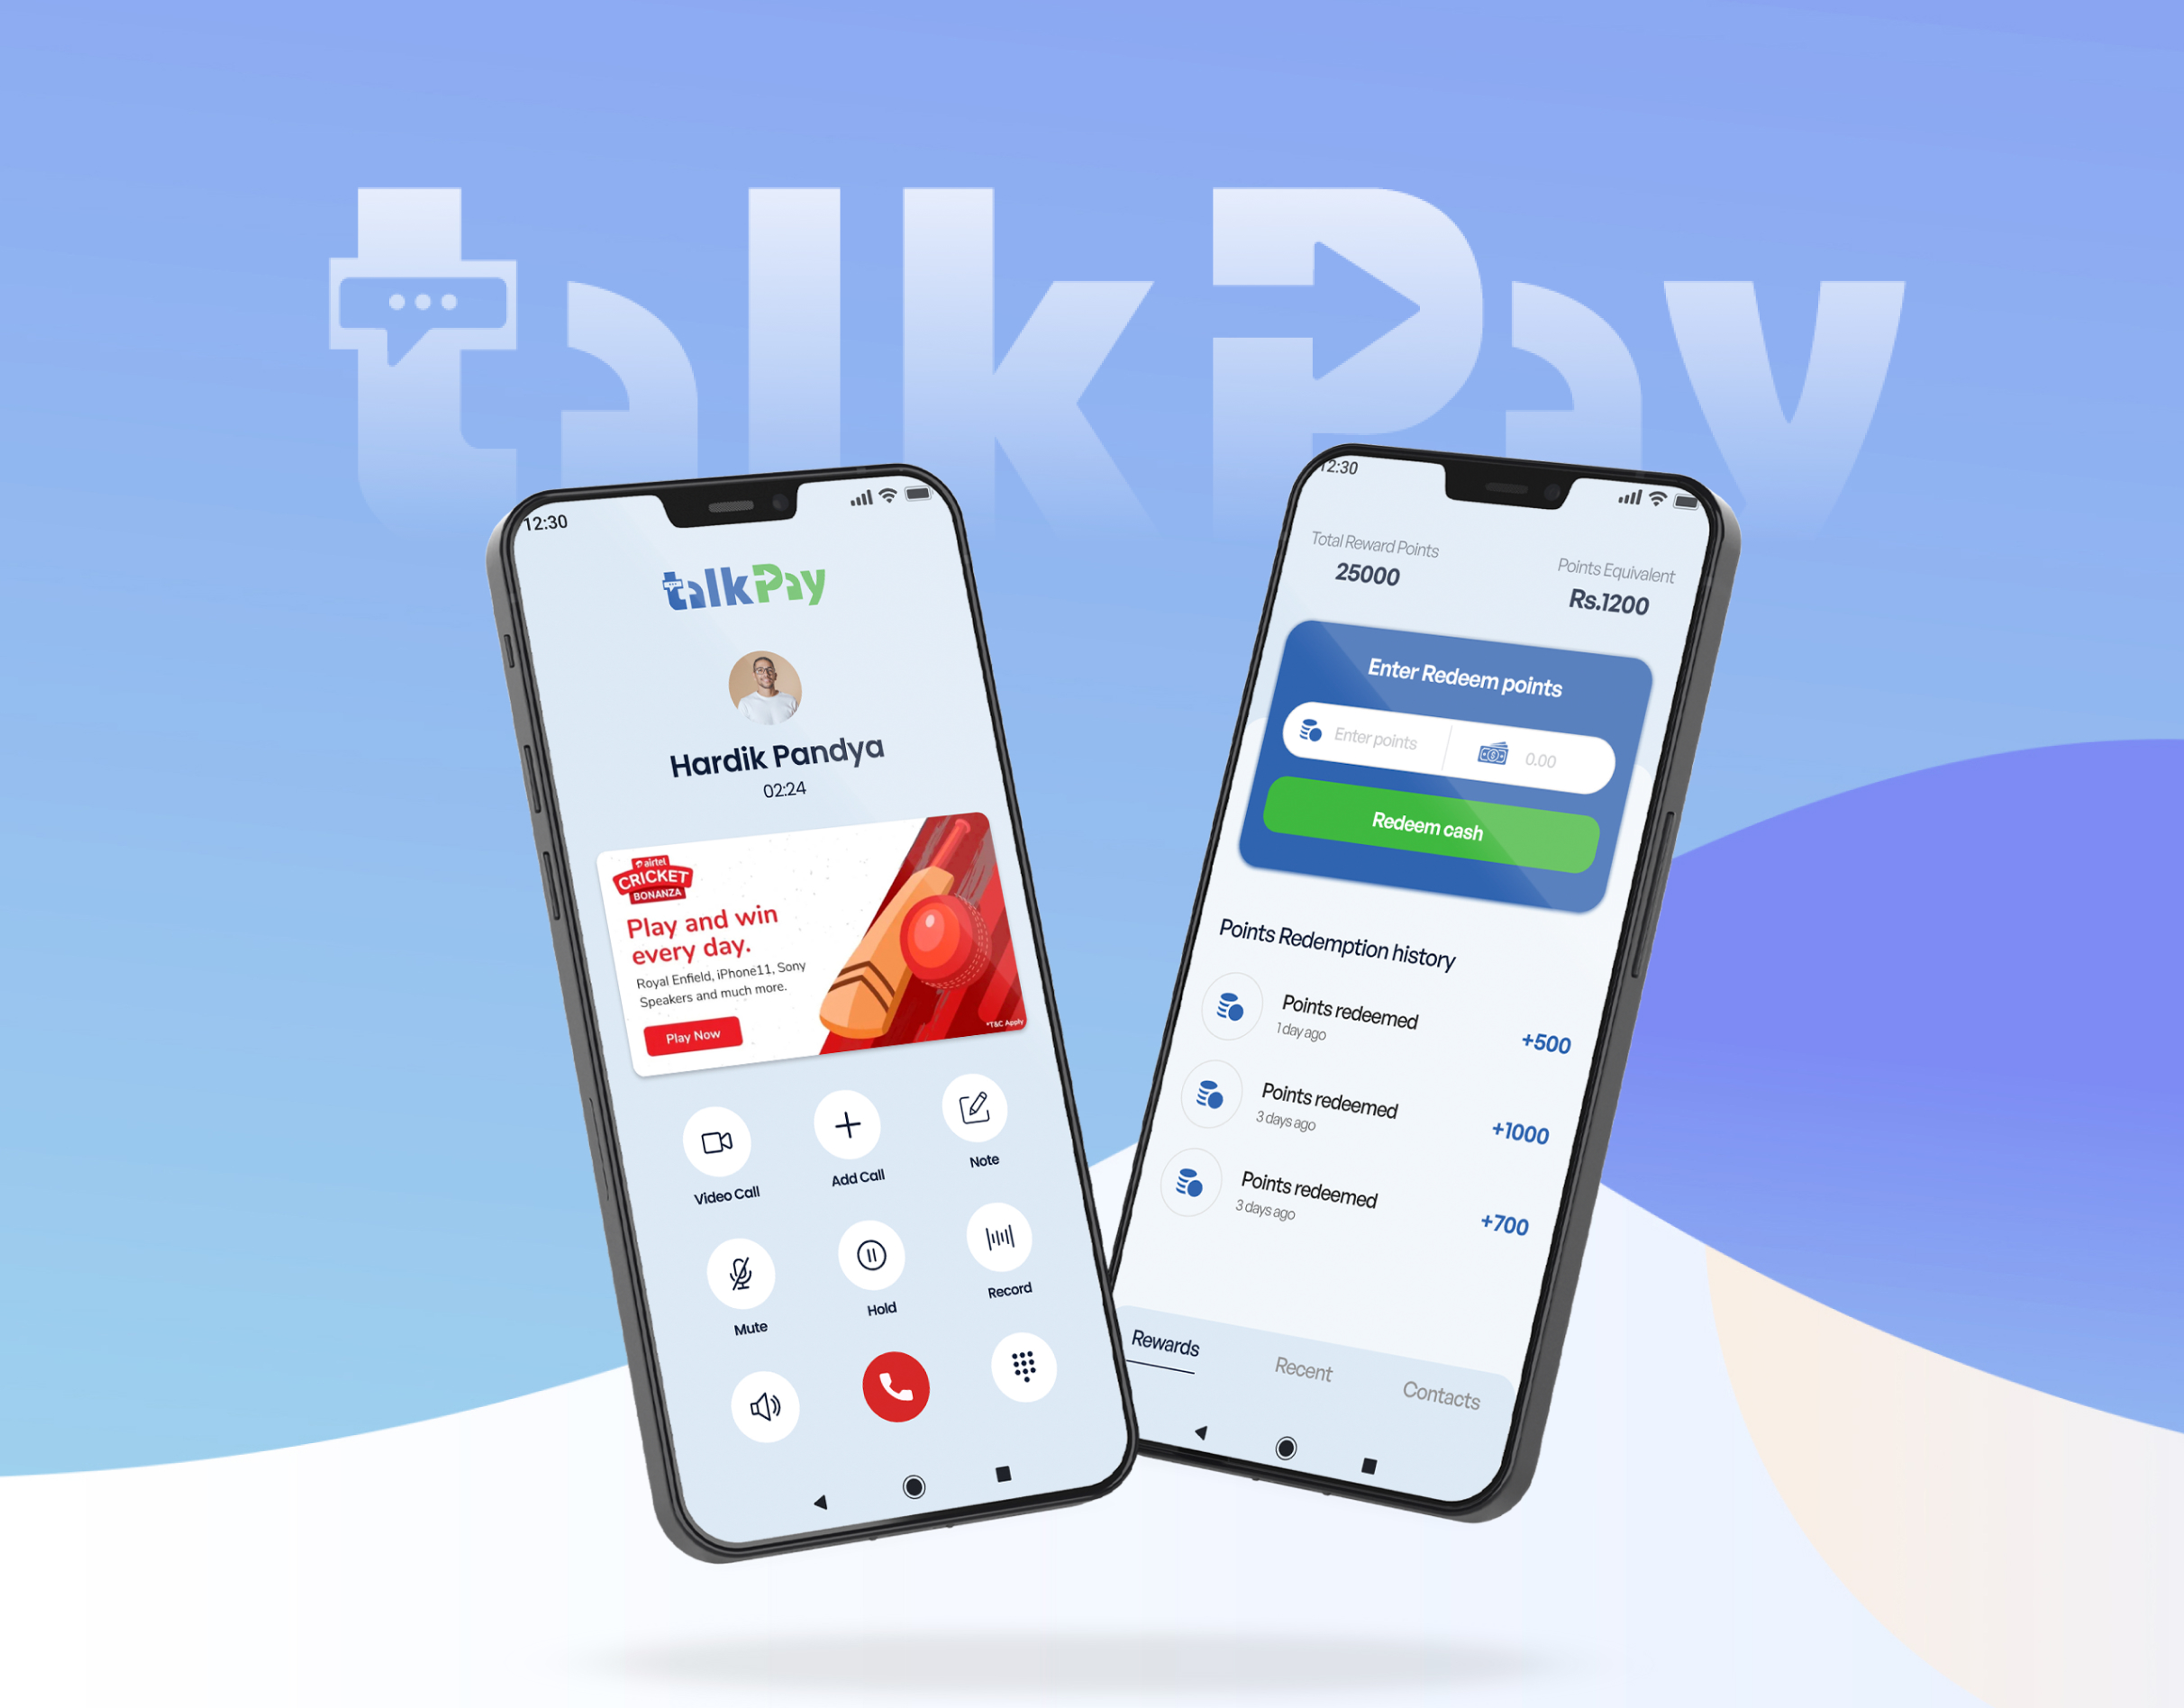 talkPay
12:30
talkPay
Hardik Pandya
02:24
airtel
CRICKET
BONANZA
Play and win
every day.
Royal Enfield, iPhone11, Sony
Speakers and much more.
Play Now
*T&C Apply
Video Call
Add Call
Note
Mute
Hold
Record
12:30
Total Reward Points
25000
Points Equivalent
Rs.1200
Enter Redeem points
Enter points
0.00
Redeem cash
Points Redemption history
Points redeemed
1 day ago
+500
Points redeemed
3 days ago
+1000
Points redeemed
3 days ago
+700
Rewards
Recent
Contacts